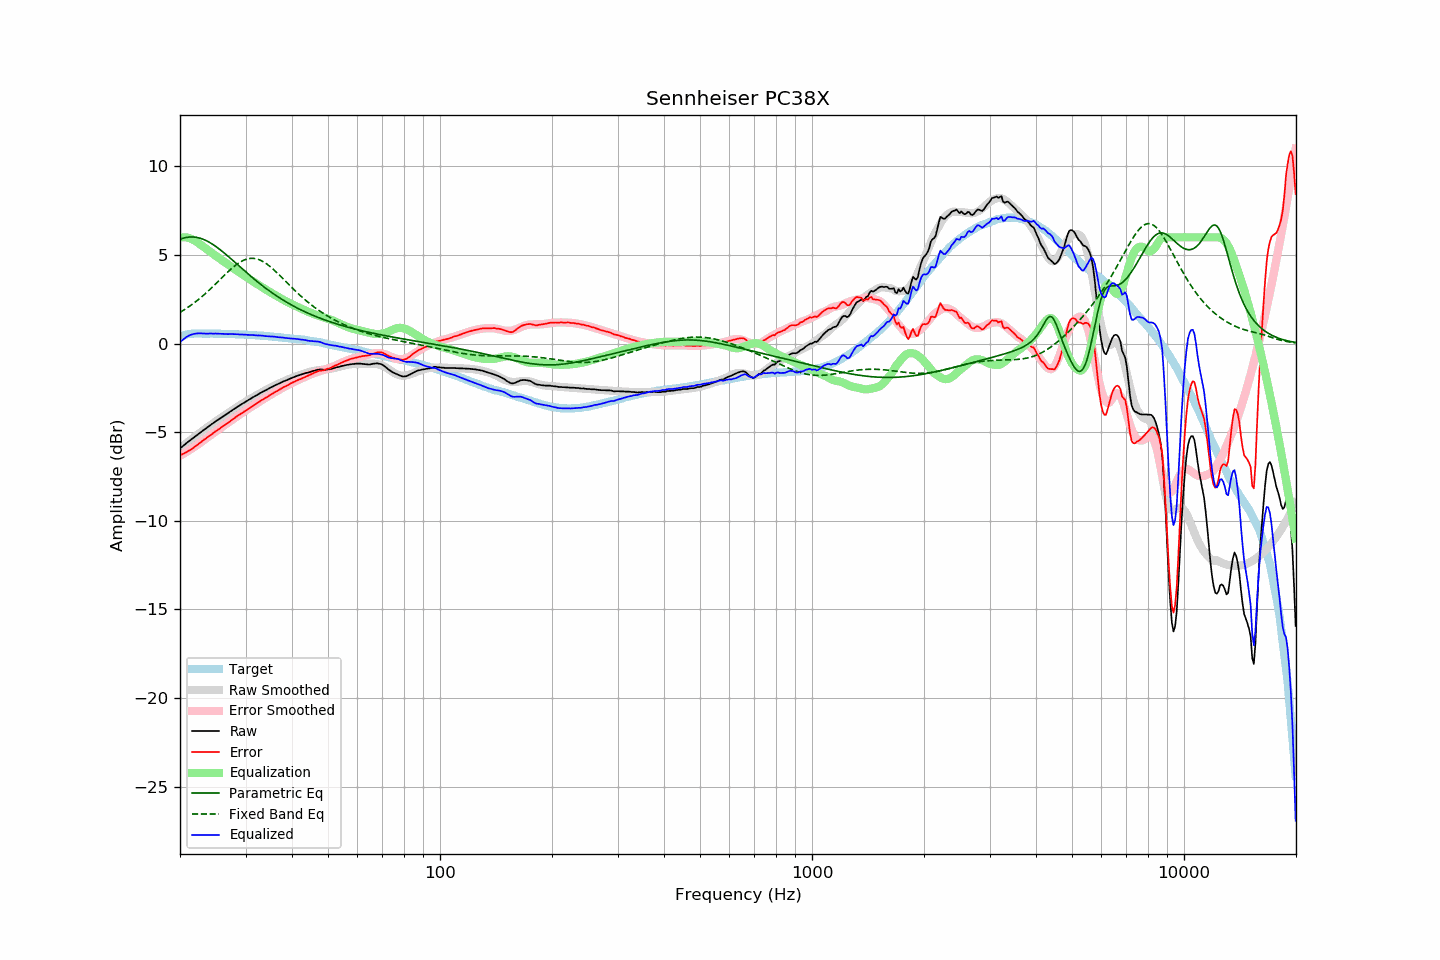 Sennheiser PC38X
Amplitude (dBr)
10
5
0
−5
−10
−15
−20
−25
Target
Raw Smoothed
Error Smoothed
Raw
Error
Equalization
Parametric Eq
Fixed Band Eq
Equalized
100
1000
10000
Frequency (Hz)